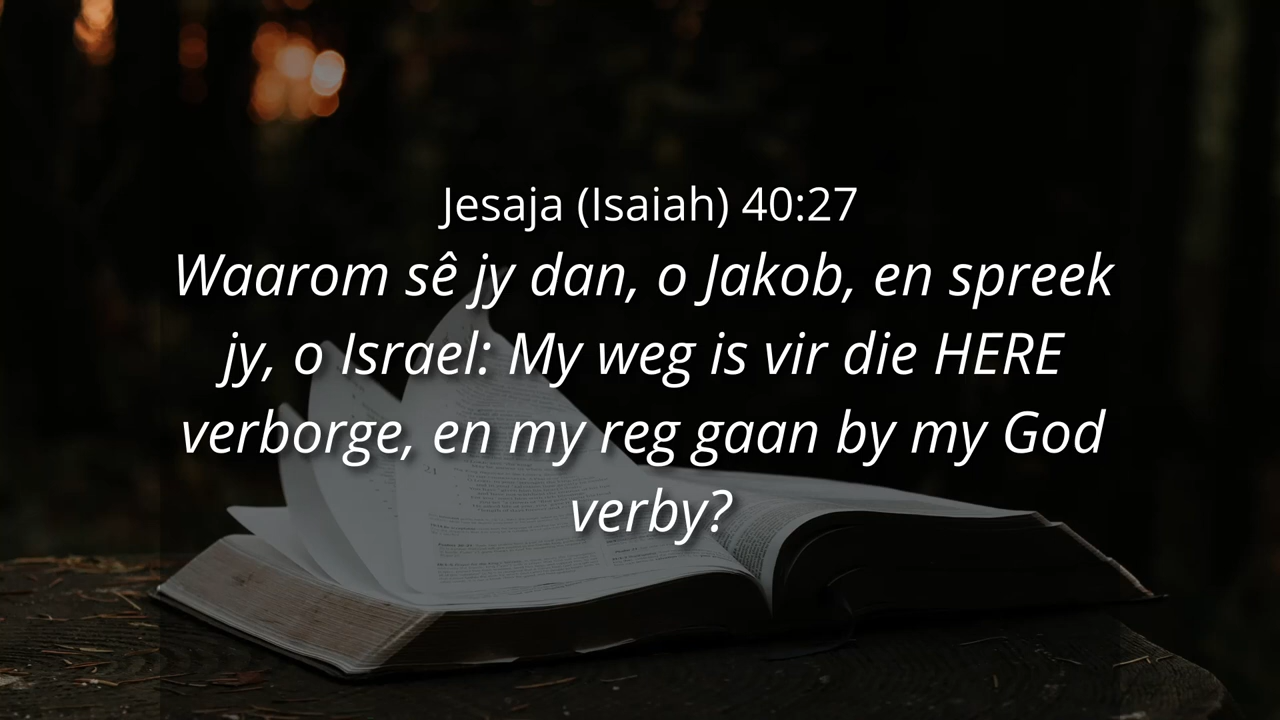 Jesaja (Isaiah) 40:27
Waarom sê jy dan, o Jakob, en spreek
jy, o Israel: My weg is vir die HERE
verborge, en my reg gaan by my God
verby?